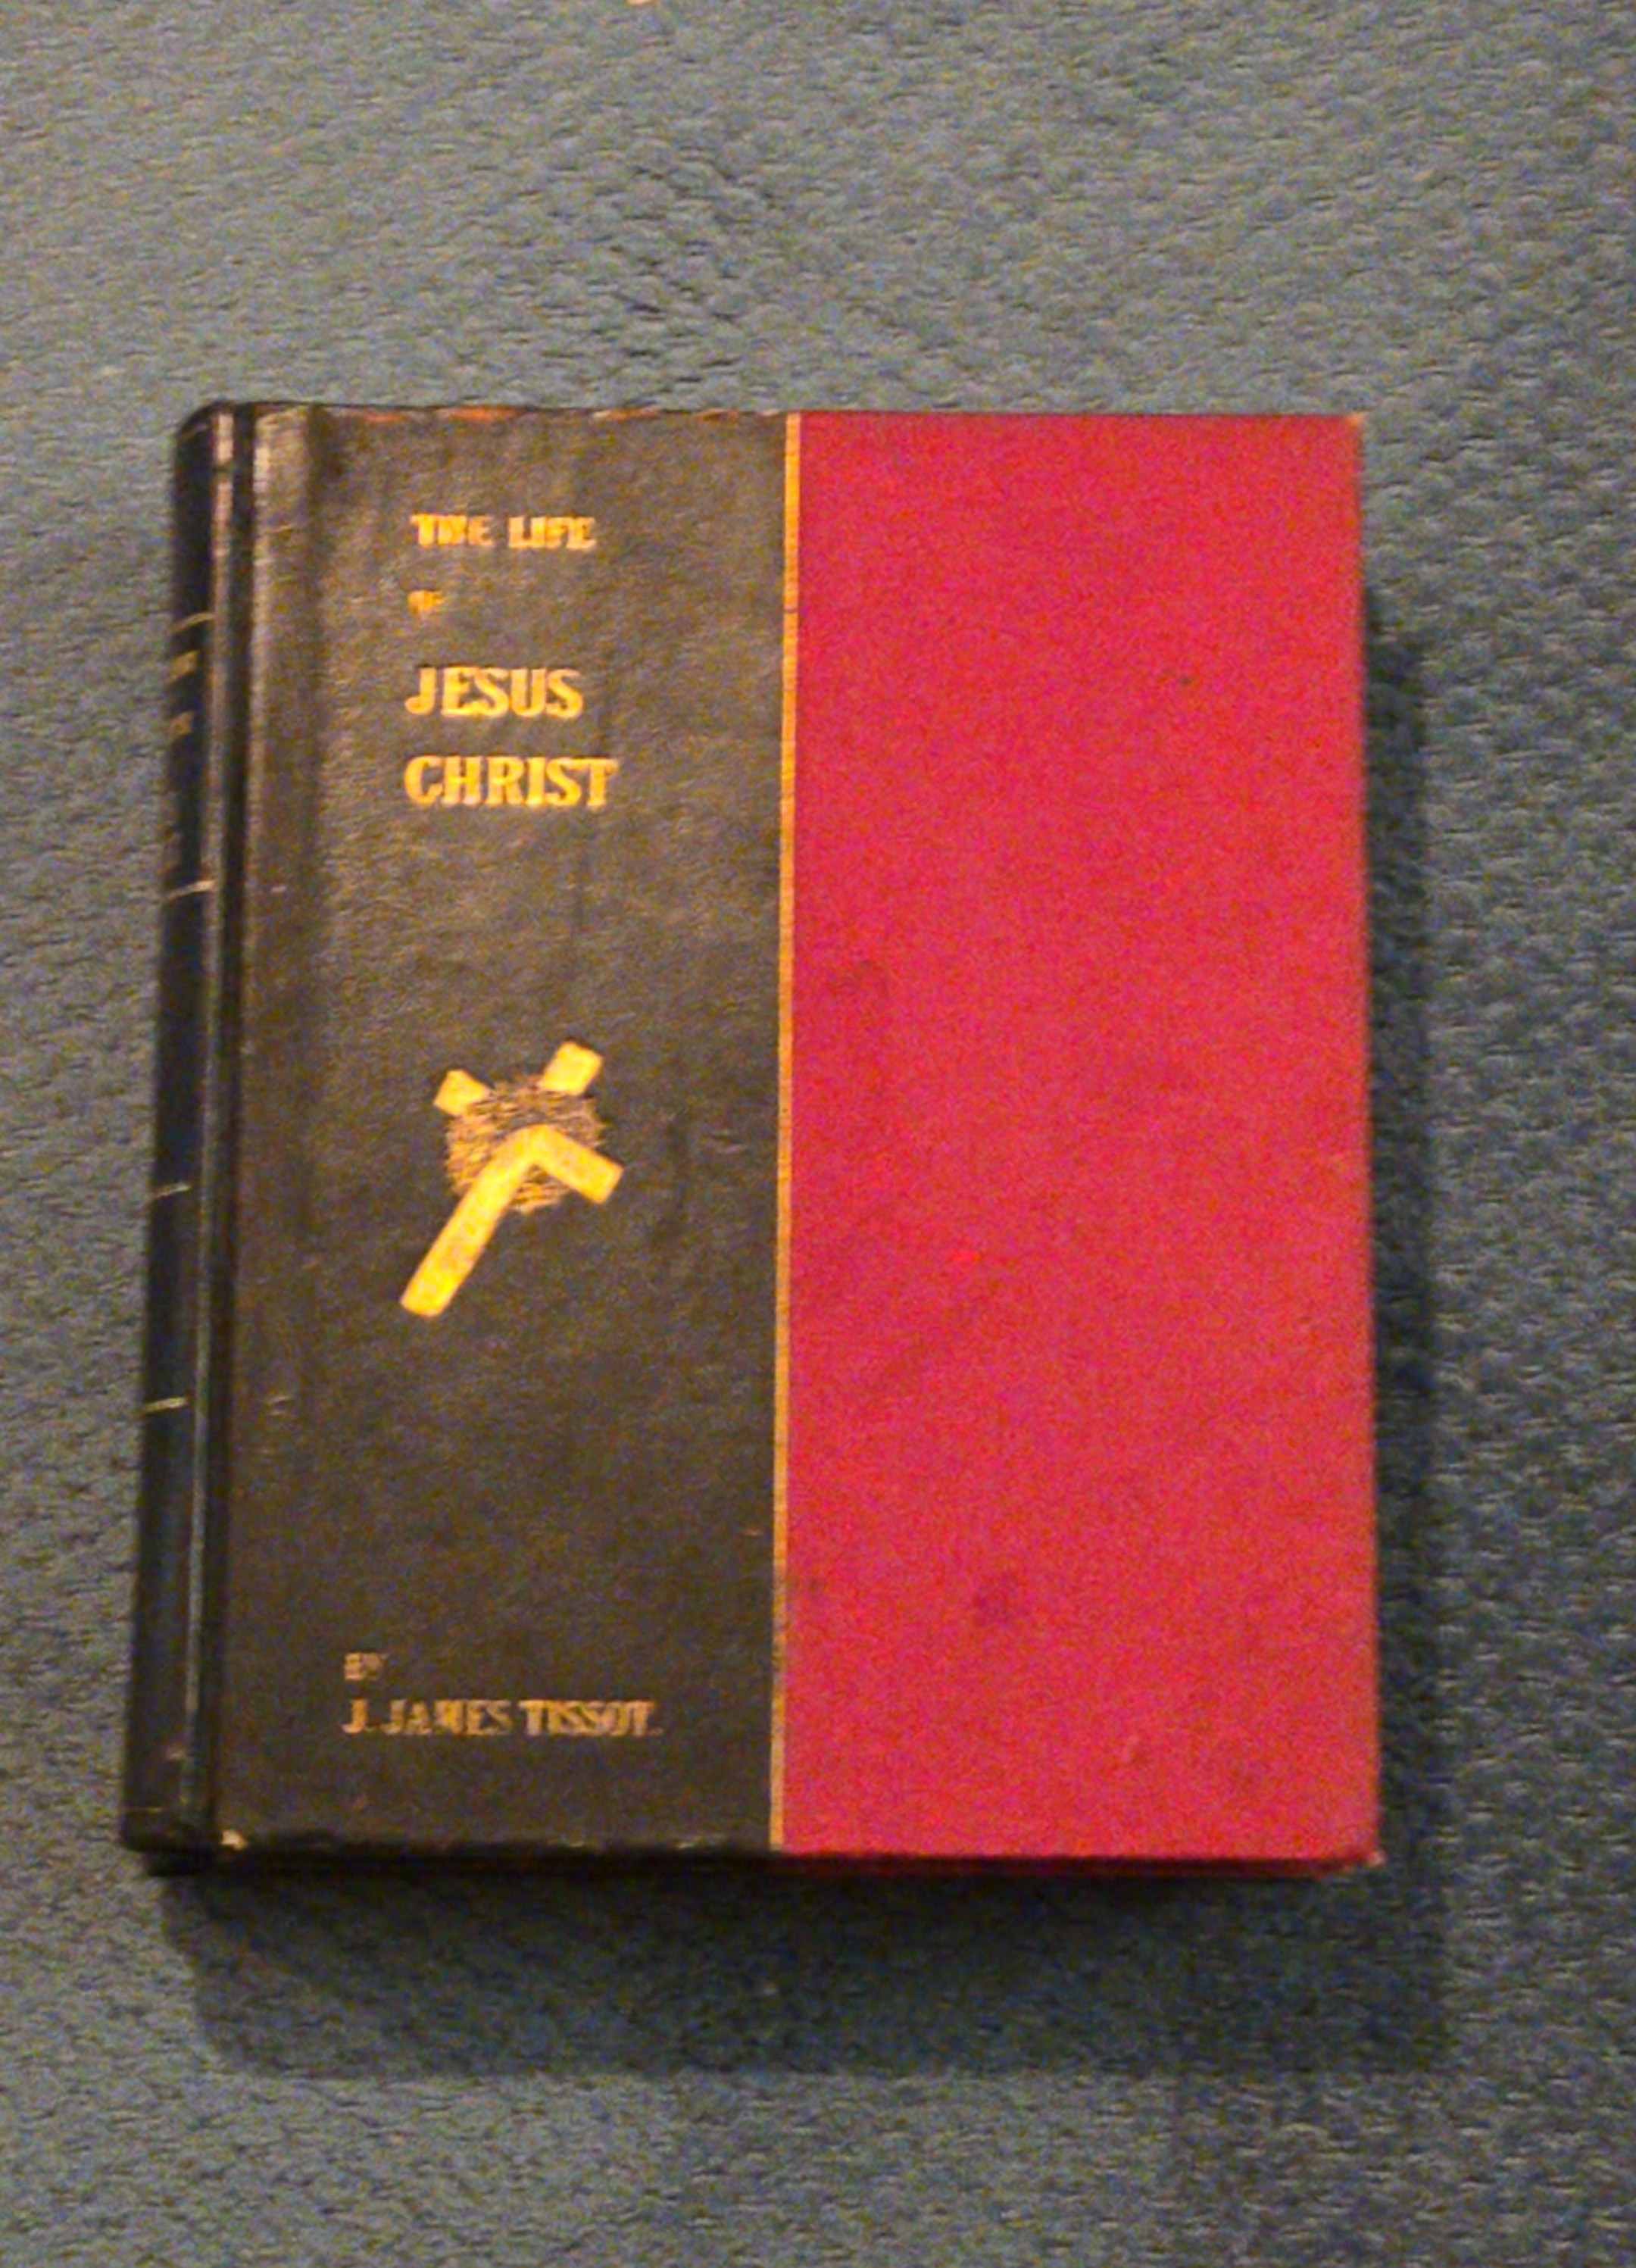 THE LIFE
OF
JESUS
CHRIST
BY
J. JAMES TISSOT.